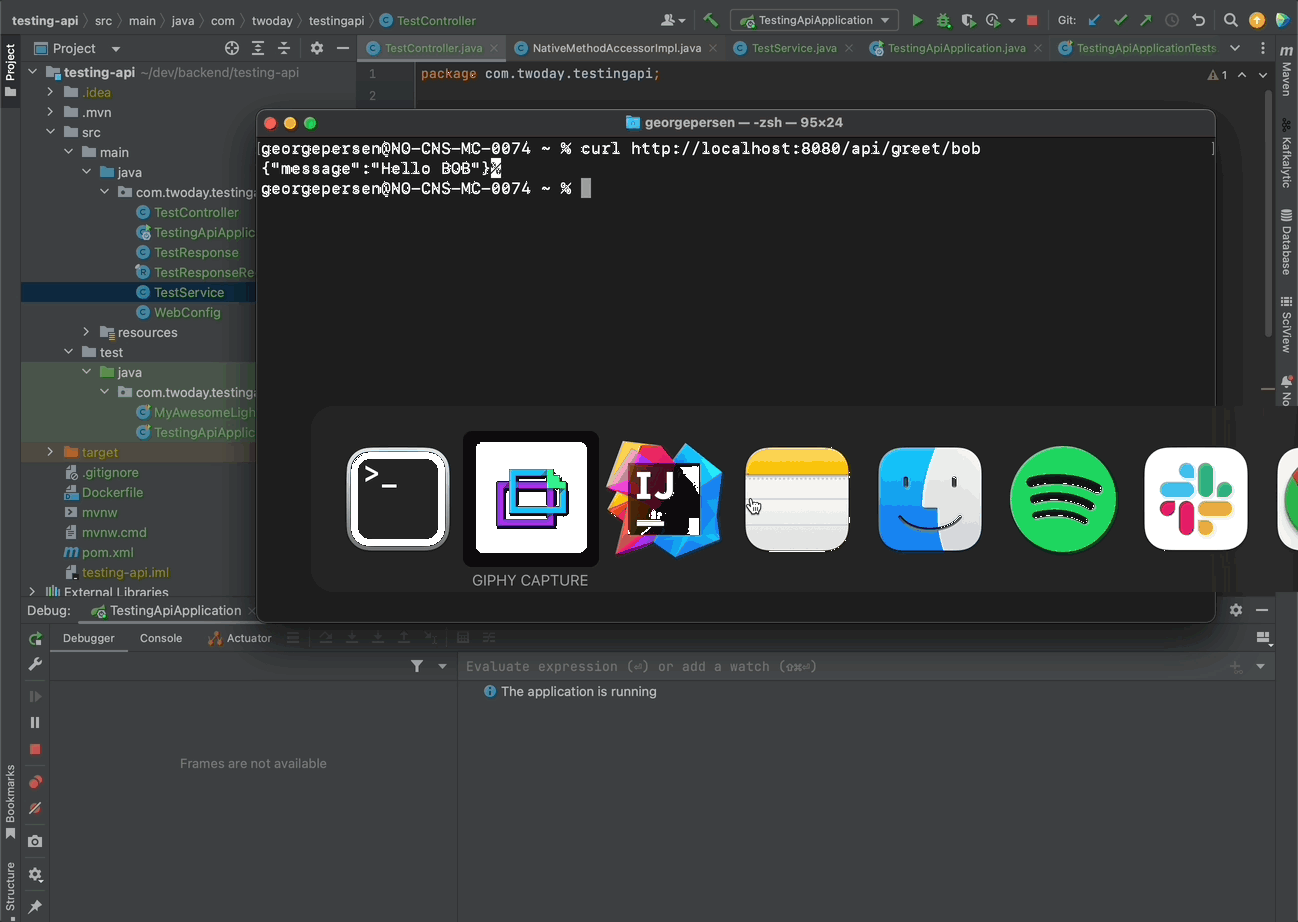 testing-api src main java com twoday testingapi TestController
TestingApiApplication Git:
Project
TestController.java NativeMethodAccessorImpl.java TestService.java TestingApiApplication.java TestingApiApplicationTests
1 package com.twoday.testingapi;
1
2
testing-api ~/dev/backend/testing-api
.idea
.mvn
src
main
java
com.twoday.testinga
TestController
TestingApiApplic
TestResponse
TestResponseRe
TestService
WebConfig
resources
test
java
com.twoday.testinga
MyAwesomeLigh
TestingApiApplic
target
.gitignore
Dockerfile
mvnw
mvnw.cmd
pom.xml
testing-api.iml
External Libraries
georgepersen — -zsh — 95×24
georgepersen@NO-CNS-MC-0074 ~ % curl http://localhost:8080/api/greet/bob
{"message":"Hello BOB"}%
georgepersen@NO-CNS-MC-0074 ~ %
>_
IJ
GIPHY CAPTURE
Debug: TestingApiApplication
Debugger Console Actuator
Evaluate expression (⏎) or add a watch (⇧⌘⏎)
The application is running
Frames are not available
Project
Bookmarks
Structure
m
Maven
Kafkalytic
Database
SciView
No